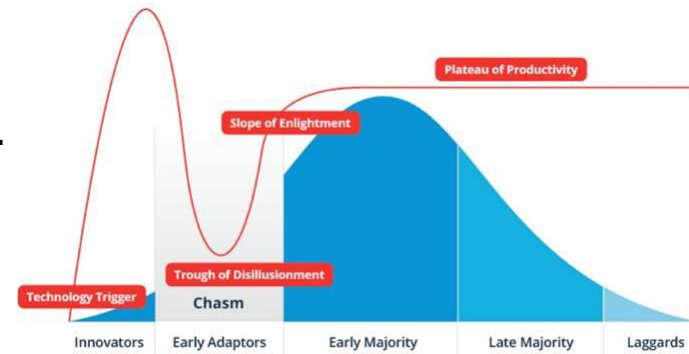 Plateau of Productivity
Slope of Enlightment
Trough of Disillusionment
Technology Trigger
Chasm
Innovators
Early Adaptors
Early Majority
Late Majority
Laggards